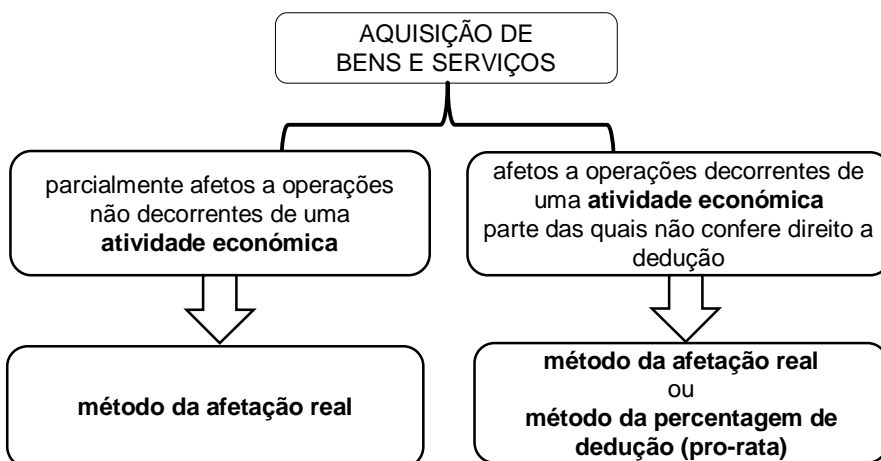 AQUISIÇÃO DE
BENS E SERVIÇOS
parcialmente afetos a operações
não decorrentes de uma
atividade económica
afetos a operações decorrentes de
uma atividade económica
parte das quais não confere direito a
dedução
método da afetação real
método da afetação real
ou
método da percentagem de
dedução (pro-rata)